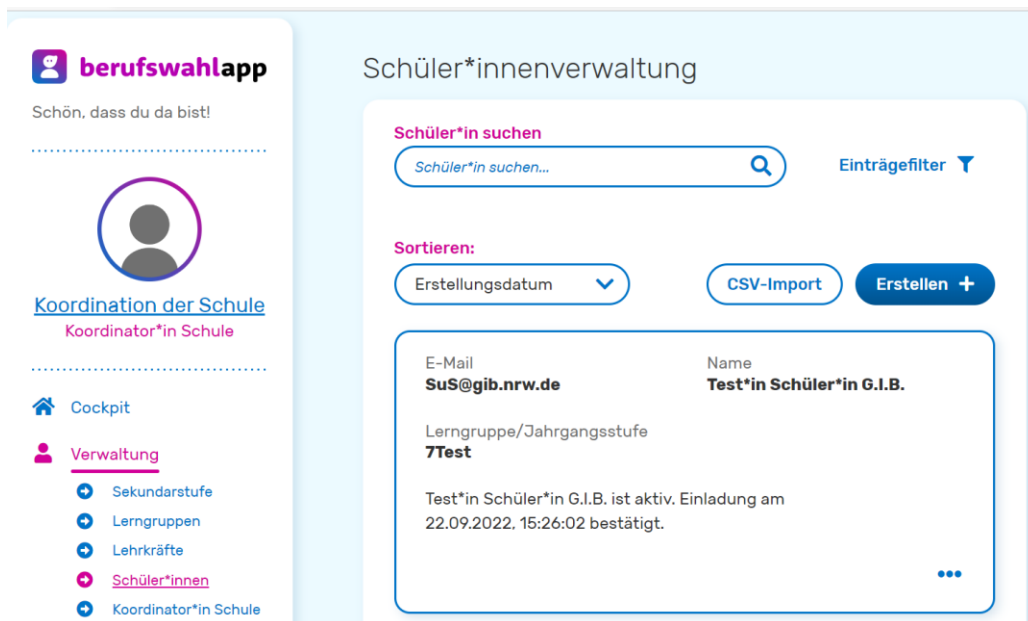 berufswahlapp
Schön, dass du da bist!
Koordination der Schule
Koordinator*in Schule
Cockpit
Verwaltung
Sekundarstufe
Lerngruppen
Lehrkräfte
Schüler*innen
Koordinator*in Schule
Schüler*innenverwaltung
Schüler*in suchen
Schüler*in suchen...
Einträgefilter
Sortieren:
Erstellungsdatum
CSV-Import
Erstellen +
E-Mail
SuS@gib.nrw.de
Name
Test*in Schüler*in G.I.B.
Lerngruppe/Jahrgangsstufe
7Test
Test*in Schüler*in G.I.B. ist aktiv. Einladung am
22.09.2022, 15:26:02 bestätigt.